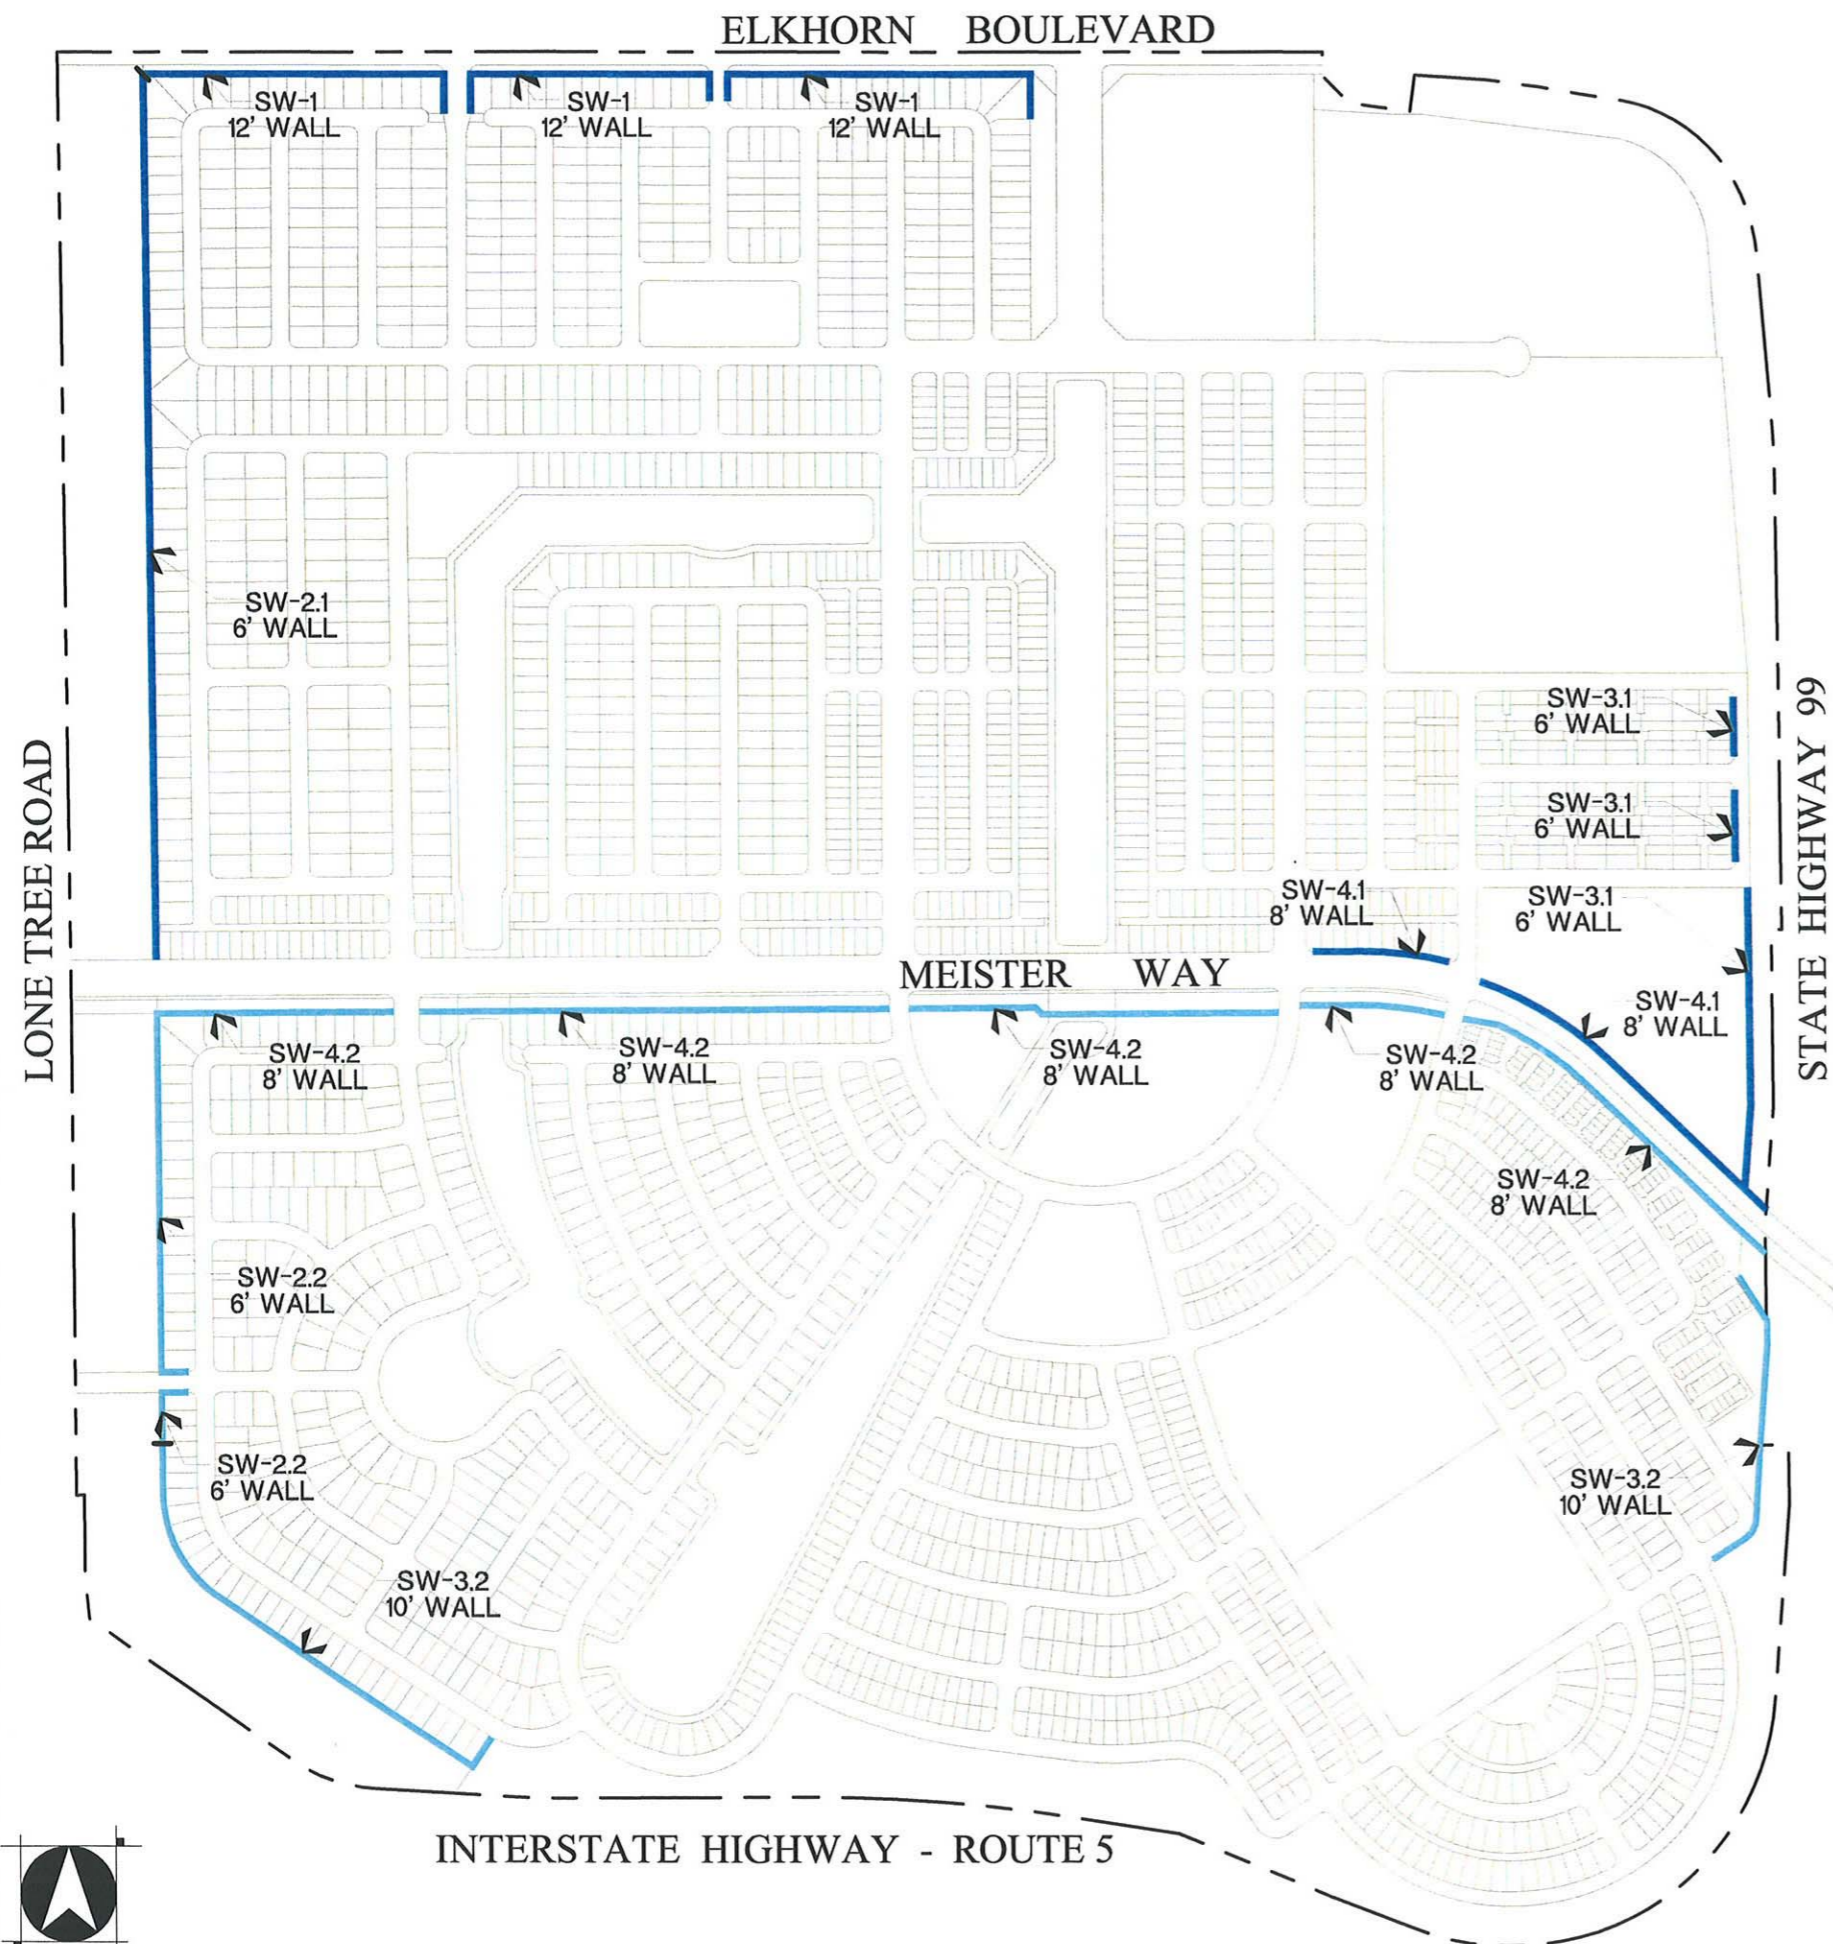 ELKHORN BOULEVARD
SW-1
12' WALL
SW-1
12' WALL
SW-1
12' WALL
SW-2.1
6' WALL
LONE TREE ROAD
STATE HIGHWAY 99
SW-3.1
6' WALL
SW-3.1
6' WALL
SW-4.1
8' WALL
SW-3.1
6' WALL
MEISTER WAY
SW-4.1
8' WALL
SW-4.2
8' WALL
SW-4.2
8' WALL
SW-4.2
8' WALL
SW-4.2
8' WALL
SW-4.2
8' WALL
SW-2.2
6' WALL
SW-2.2
6' WALL
SW-3.2
10' WALL
SW-3.2
10' WALL
INTERSTATE HIGHWAY - ROUTE 5